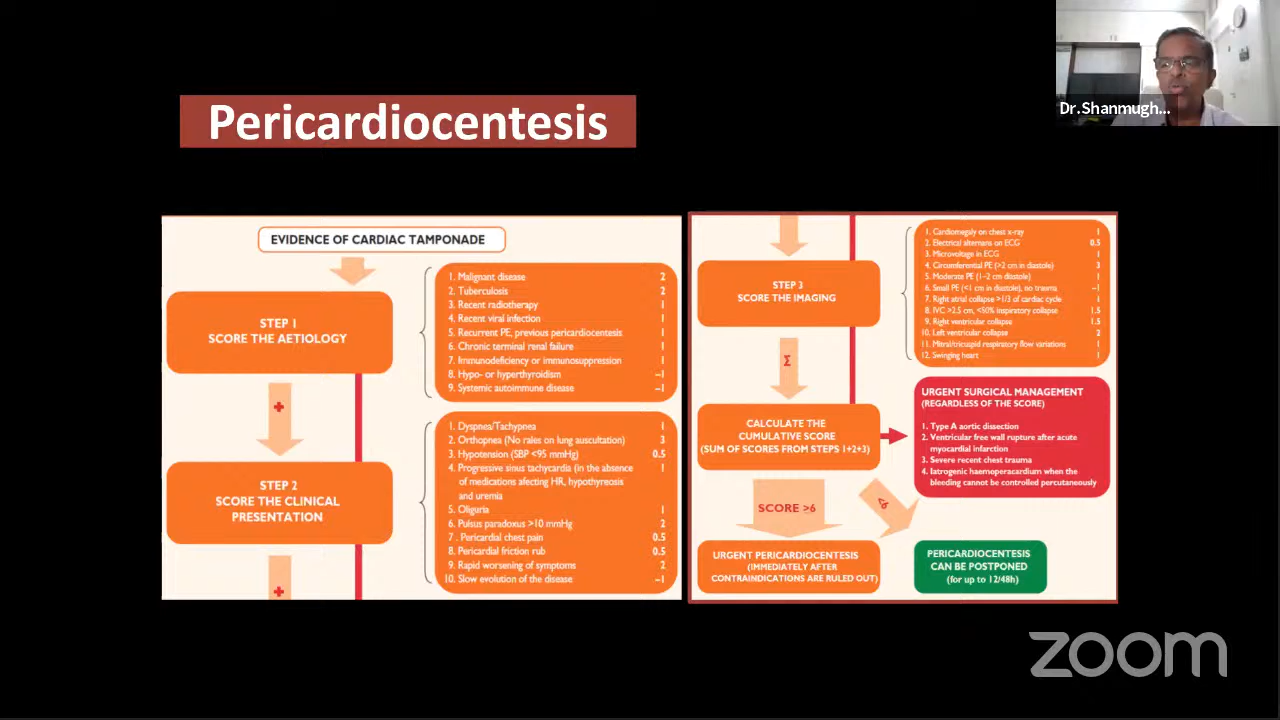 Pericardiocentesis
Dr.Shanmugh...
EVIDENCE OF CARDIAC TAMPONADE
STEP 1
SCORE THE AETIOLOGY
1. Malignant disease 2
2. Tuberculosis 2
3. Recent radiotherapy 1
4. Recent viral infection 1
5. Recurrent PE, previous pericardiocentesis 1
6. Chronic terminal renal failure 1
7. Immunodeficiency or immunosuppression 1
8. Hypo- or hyperthyroidism –1
9. Systemic autoimmune disease –1
+
STEP 2
SCORE THE CLINICAL
PRESENTATION
1. Dyspnea/Tachypnea 1
2. Orthopnea (No rales on lung auscultation) 3
3. Hypotension (SBP <95 mmHg) 0.5
4. Progressive sinus tachycardia (in the absence 1
of medications afecting HR, hypothyreosis
and uremia
5. Oliguria 1
6. Pulsus paradoxus >10 mmHg 2
7 . Pericardial chest pain 0.5
8. Pericardial friction rub 0.5
9. Rapid worsening of symptoms 2
10. Slow evolution of the disease –1
+
STEP 3
SCORE THE IMAGING
1. Cardiomegaly on chest x-ray 1
2. Electrical alternans on ECG 0.5
3. Microvoltage in ECG 1
4. Circumferential PE (>2 cm in diastole) 3
5. Moderate PE (1–2 cm diastole) 1
6. Small PE (<1 cm in diastole), no trauma –1
7. Right atrial collapse >1/3 of cardiac cycle 1
8. IVC >2.5 cm, <50% inspiratory collapse 1.5
9. Right ventricular collapse 1.5
10. Left ventricular collapse 2
11. Mitral/tricuspid respiratory flow variations 1
12. Swinging heart 1
Σ
CALCULATE THE
CUMULATIVE SCORE
(SUM OF SCORES FROM STEPS 1+2+3)
URGENT SURGICAL MANAGEMENT
(REGARDLESS OF THE SCORE)
1. Type A aortic dissection
2. Ventricular free wall rupture after acute
myocardial infarction
3. Severe recent chest trauma
4. Iatrogenic haemopericardium when the
bleeding cannot be controlled percutaneously
SCORE ≥6
<6
URGENT PERICARDIOCENTESIS
(IMMEDIATELY AFTER
CONTRAINDICATIONS ARE RULED OUT)
PERICARDIOCENTESIS
CAN BE POSTPONED
(for up to 12/48h)
zoom